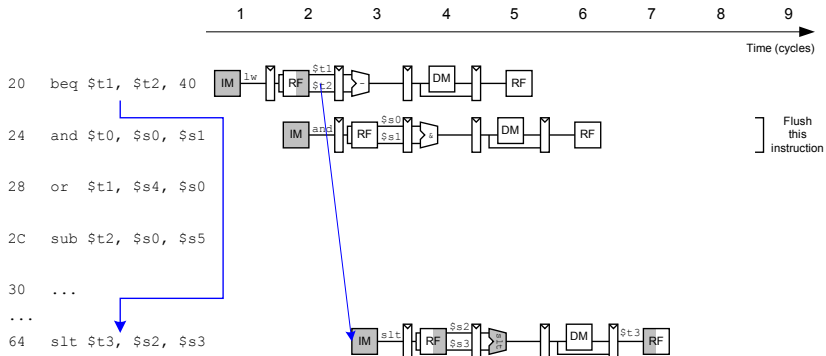 1 2 3 4 5 6 7 8 9
Time (cycles)
20 beq $t1, $t2, 40 IM lw RF $t1 $t2 - DM RF
24 and $t0, $s0, $s1 IM and RF $s0 $s1 & DM RF
Flush
this
instruction
28 or $t1, $s4, $s0
2C sub $t2, $s0, $s5
30 ...
...
64 slt $t3, $s2, $s3 IM slt RF $s2 $s3 slt DM $t3 RF